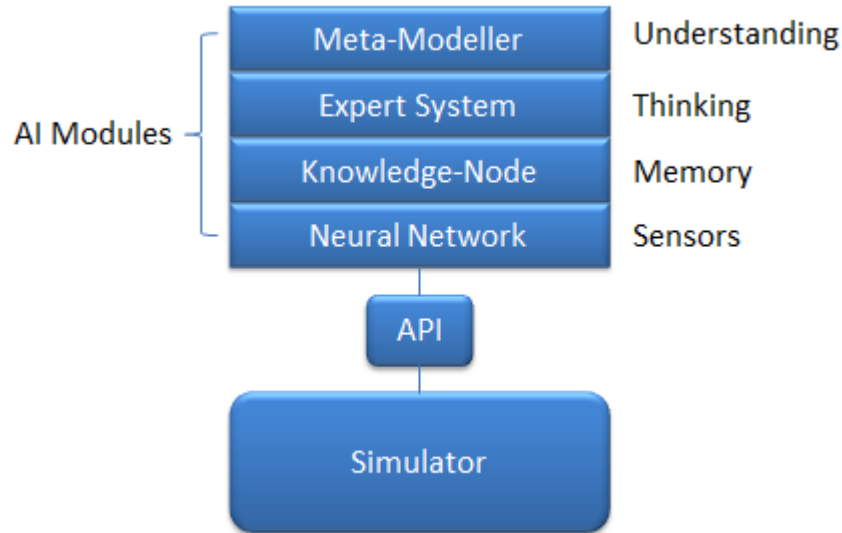 Meta-Modeller
Understanding
Expert System
Thinking
AI Modules
Knowledge-Node
Memory
Neural Network
Sensors
API
Simulator